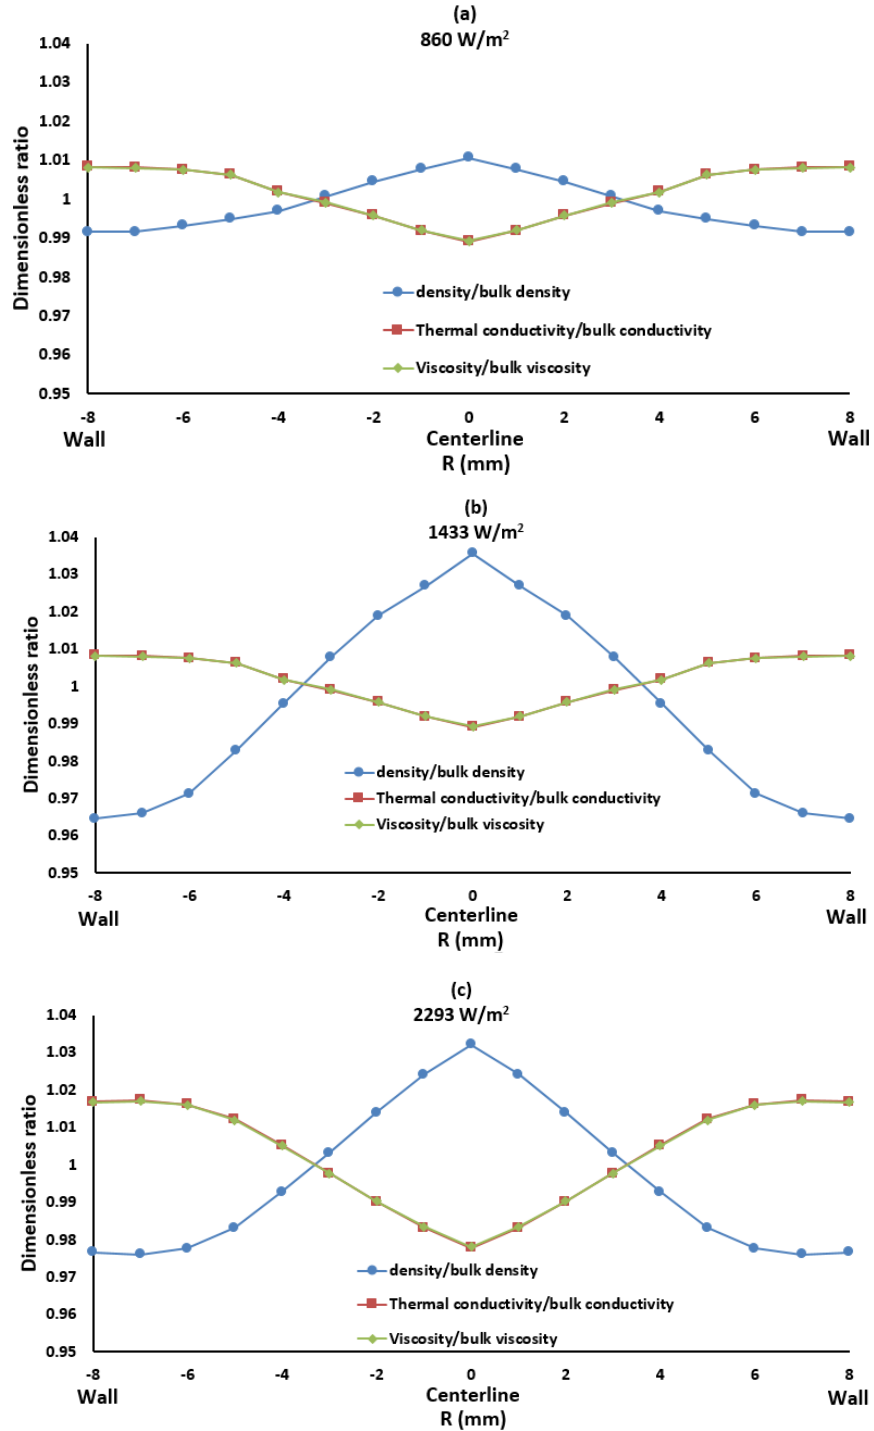 (a)
860 W/m²
1.04
1.03
1.02
1.01
1
0.99
0.98
0.97
0.96
0.95
Dimensionless ratio
density/bulk density
Thermal conductivity/bulk conductivity
Viscosity/bulk viscosity
-8 -6 -4 -2 0 2 4 6 8
Wall Centerline Wall
R (mm)
(b)
1433 W/m²
1.04
1.03
1.02
1.01
1
0.99
0.98
0.97
0.96
0.95
Dimensionless ratio
density/bulk density
Thermal conductivity/bulk conductivity
Viscosity/bulk viscosity
-8 -6 -4 -2 0 2 4 6 8
Wall Centerline Wall
R (mm)
(c)
2293 W/m²
1.04
1.03
1.02
1.01
1
0.99
0.98
0.97
0.96
0.95
Dimensionless ratio
density/bulk density
Thermal conductivity/bulk conductivity
Viscosity/bulk viscosity
-8 -6 -4 -2 0 2 4 6 8
Wall Centerline Wall
R (mm)